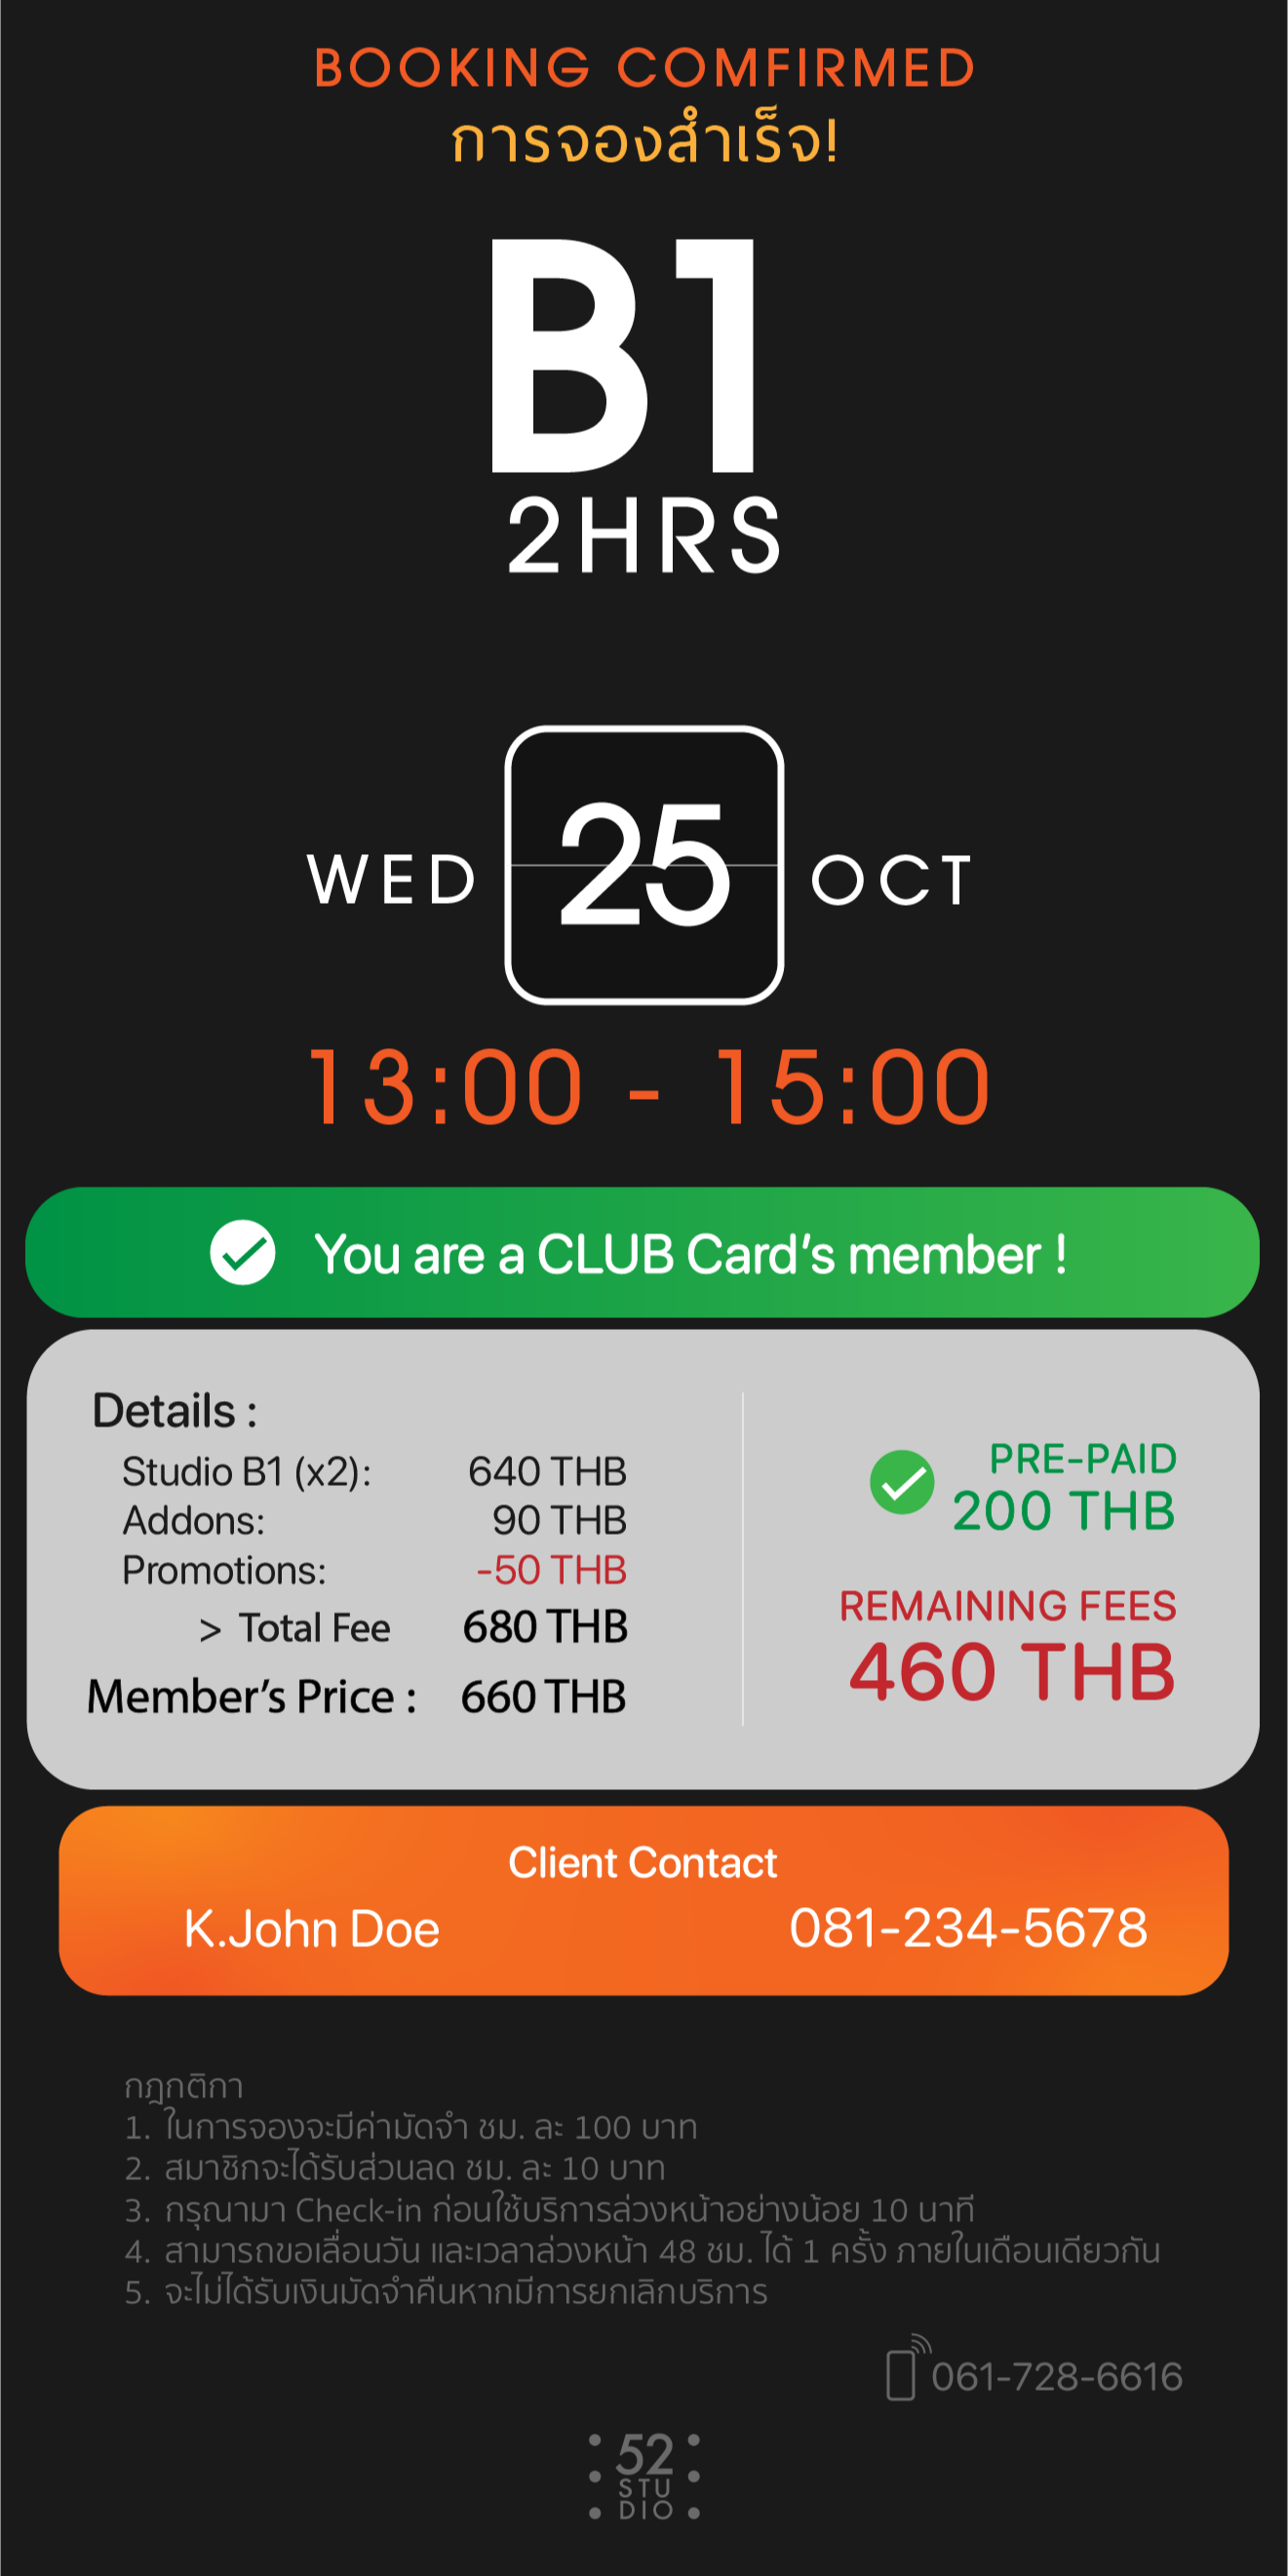 BOOKING COMFIRMED
การจองสำเร็จ!
B1
2HRS
WED 25 OCT
13:00 - 15:00
You are a CLUB Card's member !
Details :
Studio B1 (x2): 640 THB
Addons: 90 THB
Promotions: -50 THB
> Total Fee 680 THB
Member's Price : 660 THB
PRE-PAID
200 THB
REMAINING FEES
460 THB
Client Contact
K.John Doe 081-234-5678
กฎกติกา
1. ในการจองจะมีค่ามัดจำ ชม. ละ 100 บาท
2. สมาชิกจะได้รับส่วนลด ชม. ละ 10 บาท
3. กรุณามา Check-in ก่อนใช้บริการล่วงหน้าอย่างน้อย 10 นาที
4. สามารถขอเลื่อนวัน และเวลาล่วงหน้า 48 ชม. ได้ 1 ครั้ง ภายในเดือนเดียวกัน
5. จะไม่ได้รับเงินมัดจำคืนหากมีการยกเลิกบริการ
061-728-6616
52
STU
DIO